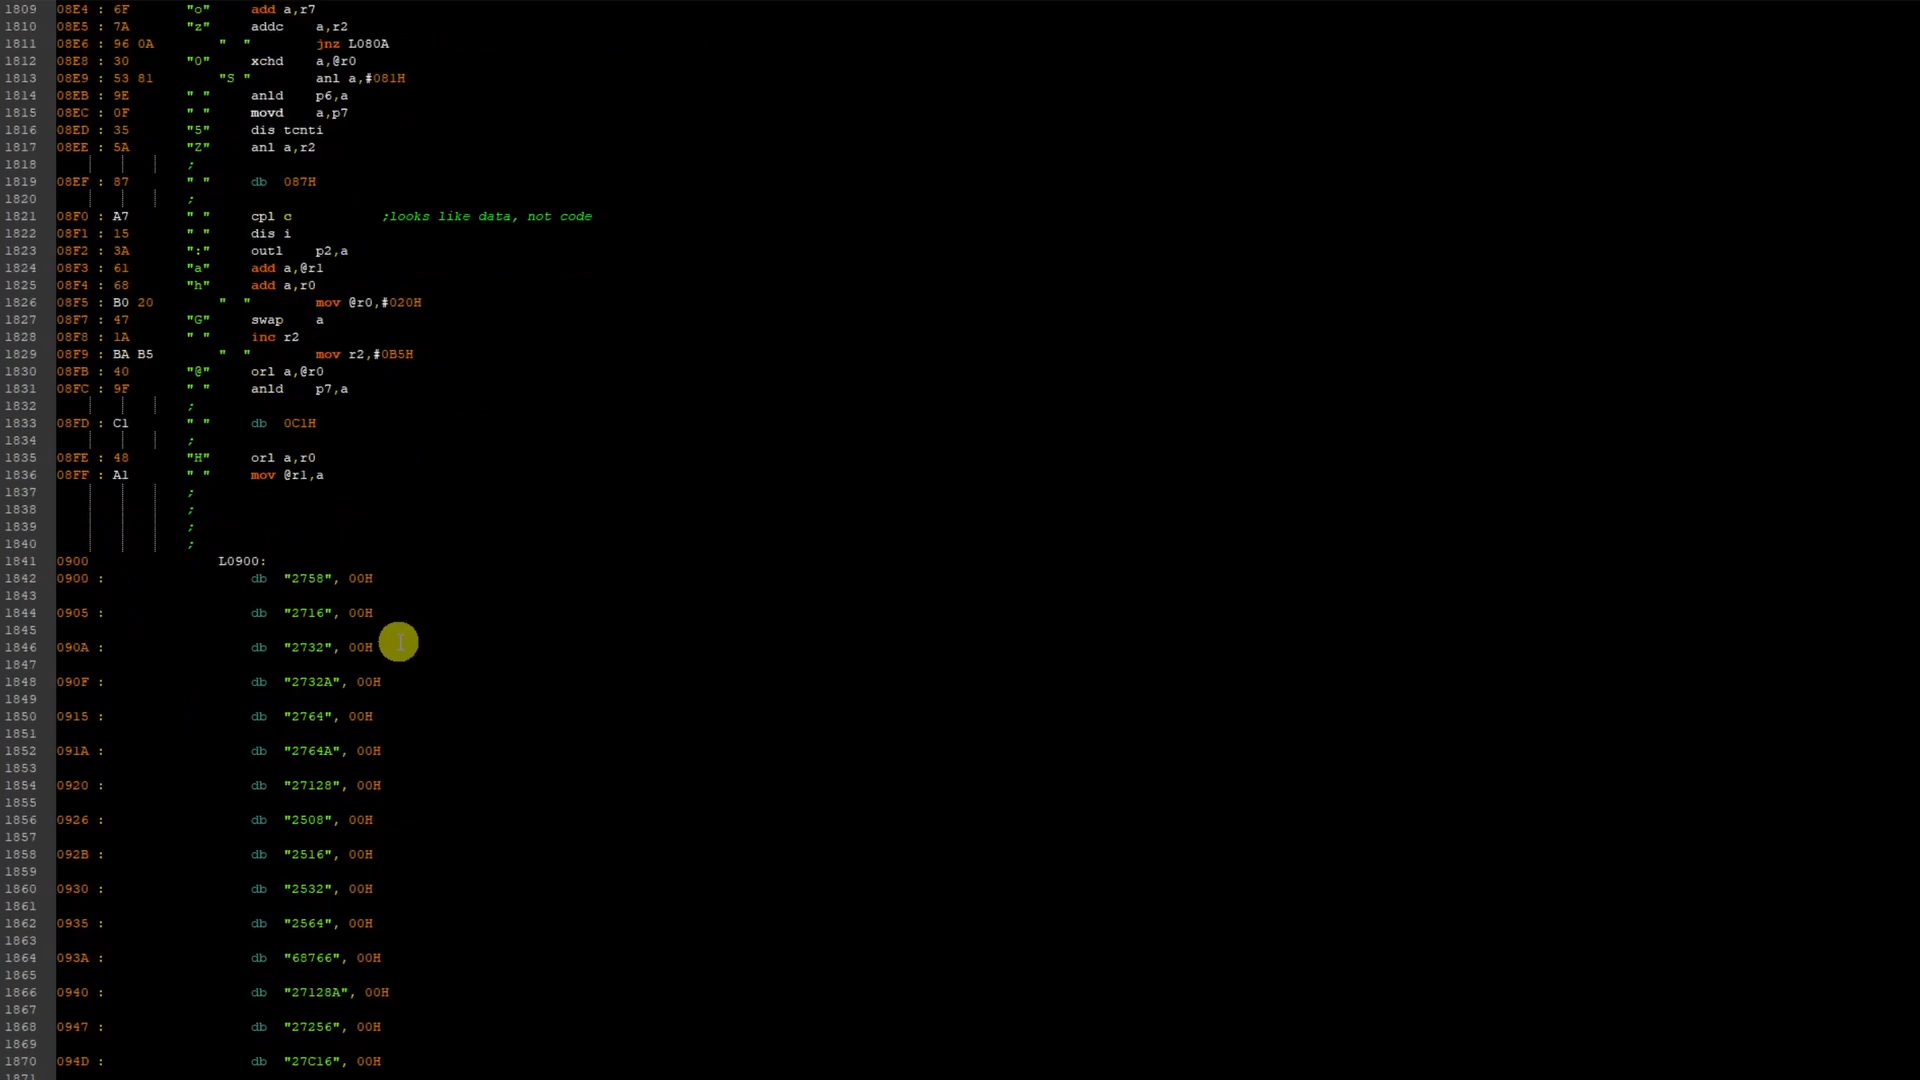 1809 08E4 : 6F "o" add a,r7
1810 08E5 : 7A "z" addc a,r2
1811 08E6 : 96 0A " " jnz L080A
1812 08E8 : 30 "0" xchd a,@r0
1813 08E9 : 53 81 "S " anl a,#081H
1814 08EB : 9E " " anld p6,a
1815 08EC : 0F " " movd a,p7
1816 08ED : 35 "5" dis tcnti
1817 08EE : 5A "Z" anl a,r2
1818 ;
1819 08EF : 87 " " db 087H
1820 ;
1821 08F0 : A7 " " cpl c ;looks like data, not code
1822 08F1 : 15 " " dis i
1823 08F2 : 3A ":" outl p2,a
1824 08F3 : 61 "a" add a,@r1
1825 08F4 : 68 "h" add a,r0
1826 08F5 : B0 20 " " mov @r0,#020H
1827 08F7 : 47 "G" swap a
1828 08F8 : 1A " " inc r2
1829 08F9 : BA B5 " " mov r2,#0B5H
1830 08FB : 40 "@" orl a,@r0
1831 08FC : 9F " " anld p7,a
1832 ;
1833 08FD : C1 " " db 0C1H
1834 ;
1835 08FE : 48 "H" orl a,r0
1836 08FF : A1 " " mov @r1,a
1837 ;
1838 ;
1839 ;
1840 ;
1841 0900 L0900:
1842 0900 : db "2758", 00H
1843
1844 0905 : db "2716", 00H
1845
1846 090A : db "2732", 00H
1847
1848 090F : db "2732A", 00H
1849
1850 0915 : db "2764", 00H
1851
1852 091A : db "2764A", 00H
1853
1854 0920 : db "27128", 00H
1855
1856 0926 : db "2508", 00H
1857
1858 092B : db "2516", 00H
1859
1860 0930 : db "2532", 00H
1861
1862 0935 : db "2564", 00H
1863
1864 093A : db "68766", 00H
1865
1866 0940 : db "27128A", 00H
1867
1868 0947 : db "27256", 00H
1869
1870 094D : db "27C16", 00H
1871